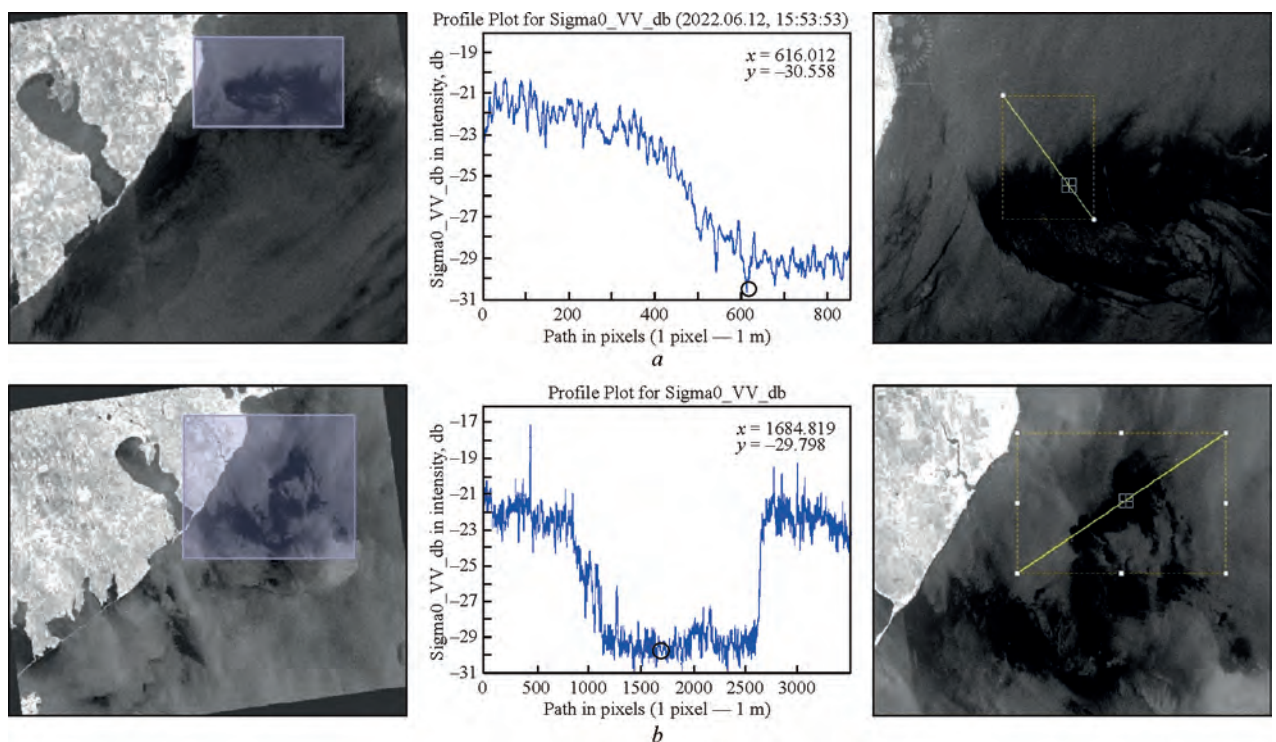 Profile Plot for Sigma0_VV_db (2022.06.12, 15:53:53)
Sigma0_VV_db in intensity, db
−19
−21
−23
−25
−27
−29
−31
x = 616.012
y = −30.558
0 200 400 600 800
Path in pixels (1 pixel — 1 m)
a
Profile Plot for Sigma0_VV_db
Sigma0_VV_db in intensity, db
−17
−19
−21
−23
−25
−27
−29
−31
x = 1684.819
y = −29.798
0 500 1000 1500 2000 2500 3000
Path in pixels (1 pixel — 1 m)
b